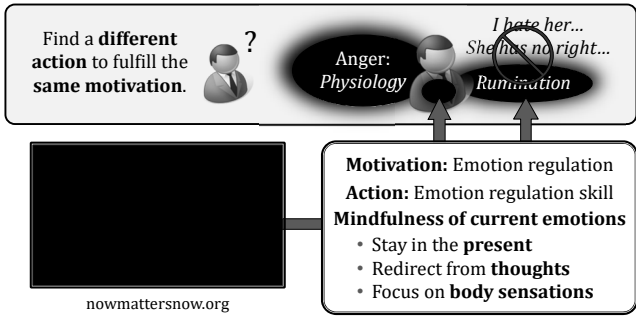 Find a different
action to fulfill the
same motivation.
?
Anger:
Physiology
I hate her…
She has no right…
Rumination
Motivation: Emotion regulation
Action: Emotion regulation skill
Mindfulness of current emotions
• Stay in the present
• Redirect from thoughts
• Focus on body sensations
nowmattersnow.org